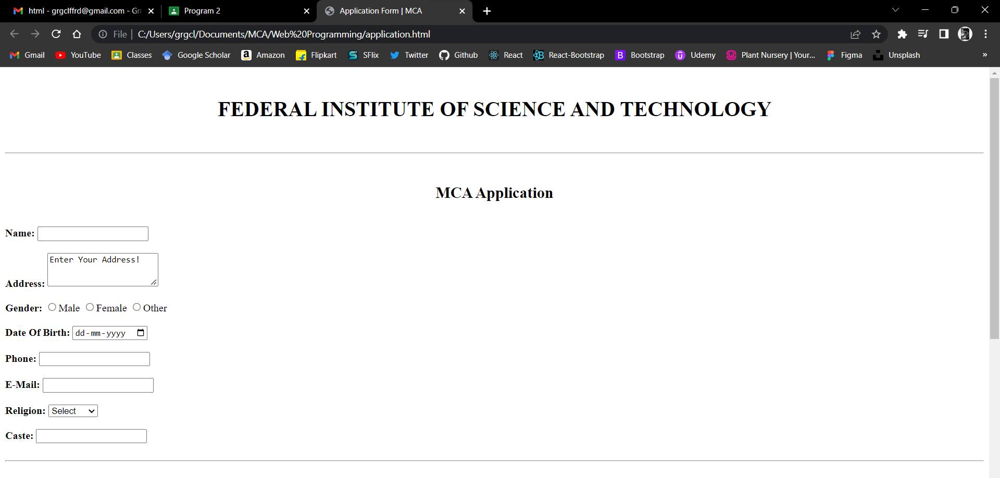 html - grgclffrd@gmail.com - Gm
Program 2
Application Form | MCA
File | C:/Users/grgcl/Documents/MCA/Web%20Programming/application.html
Gmail YouTube Classes Google Scholar Amazon Flipkart SFlix Twitter Github React React-Bootstrap Bootstrap Udemy Plant Nursery | Your... Figma Unsplash »
FEDERAL INSTITUTE OF SCIENCE AND TECHNOLOGY
MCA Application
Name:
Enter Your Address!
Address:
Gender: Male Female Other
Date Of Birth: dd-mm-yyyy
Phone:
E-Mail:
Religion: Select
Caste: